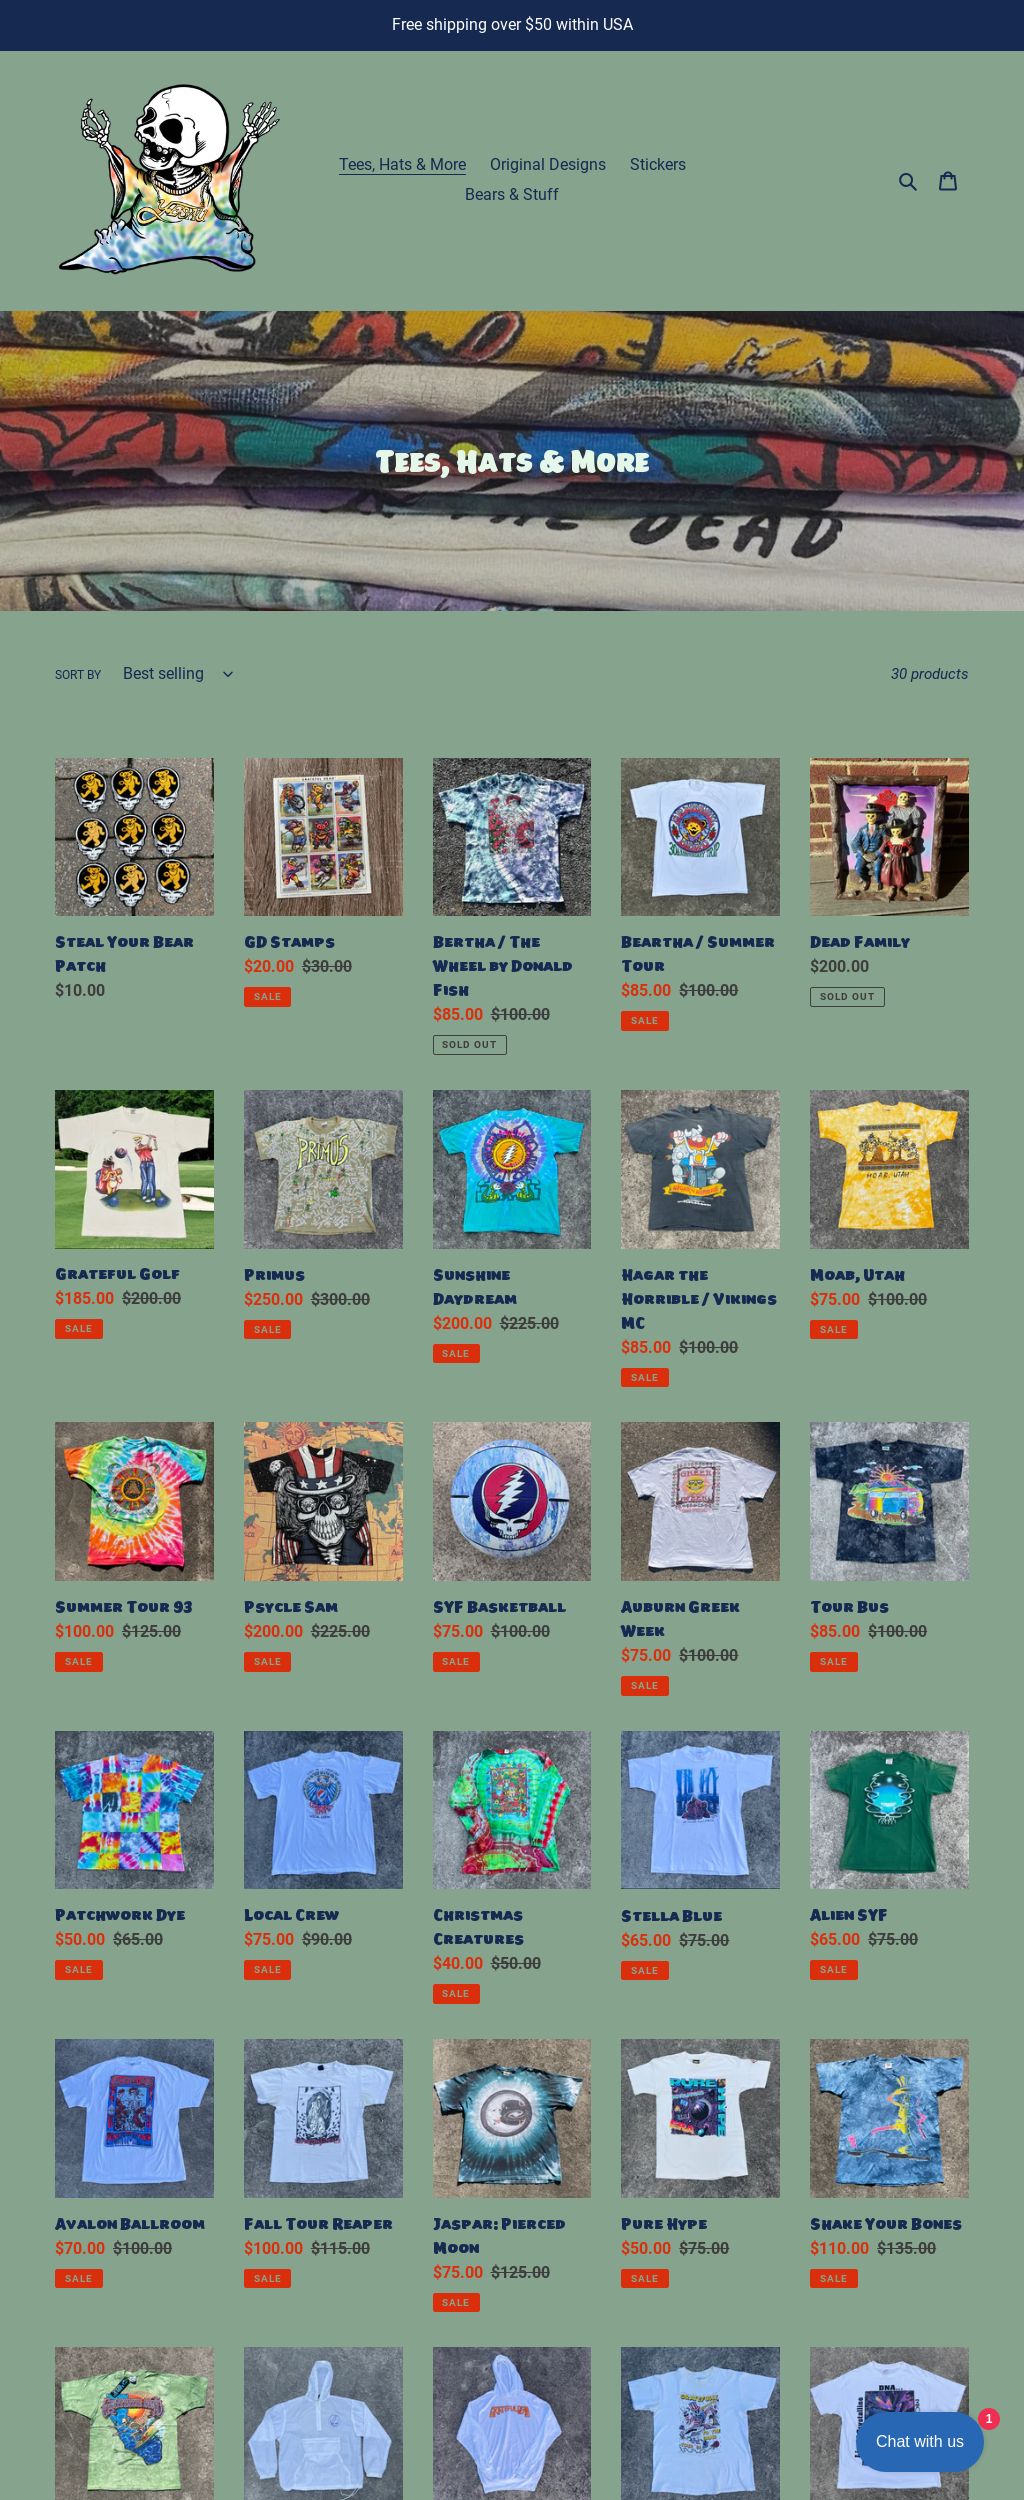 Free shipping over $50 within USA
Tees, Hats & More Original Designs Stickers
Bears & Stuff
Tees, Hats & More
THE DEAD
SORT BY Best selling 30 products
Steal Your Bear Patch
$10.00
GD Stamps
$20.00 $30.00
SALE
Bertha / The Wheel by Donald Fish
$85.00 $100.00
SOLD OUT
Beartha / Summer Tour
$85.00 $100.00
SALE
Dead Family
$200.00
SOLD OUT
PRIMUS
MOAB, UTAH
Grateful Golf
$185.00 $200.00
SALE
Primus
$250.00 $300.00
SALE
Sunshine Daydream
$200.00 $225.00
SALE
Hagar the Horrible / Vikings MC
$85.00 $100.00
SALE
Moab, Utah
$75.00 $100.00
SALE
GREEK
Summer Tour 93
$100.00 $125.00
SALE
Psycle Sam
$200.00 $225.00
SALE
SYF Basketball
$75.00 $100.00
SALE
Auburn Greek Week
$75.00 $100.00
SALE
Tour Bus
$85.00 $100.00
SALE
Patchwork Dye
$50.00 $65.00
SALE
Local Crew
$75.00 $90.00
SALE
Christmas Creatures
$40.00 $50.00
SALE
Stella Blue
$65.00 $75.00
SALE
Alien SYF
$65.00 $75.00
SALE
PURE HYPE
Avalon Ballroom
$70.00 $100.00
SALE
Fall Tour Reaper
$100.00 $115.00
SALE
Jaspar: Pierced Moon
$75.00 $125.00
SALE
Pure Hype
$50.00 $75.00
SALE
Shake Your Bones
$110.00 $135.00
SALE
DNA
1
Chat with us